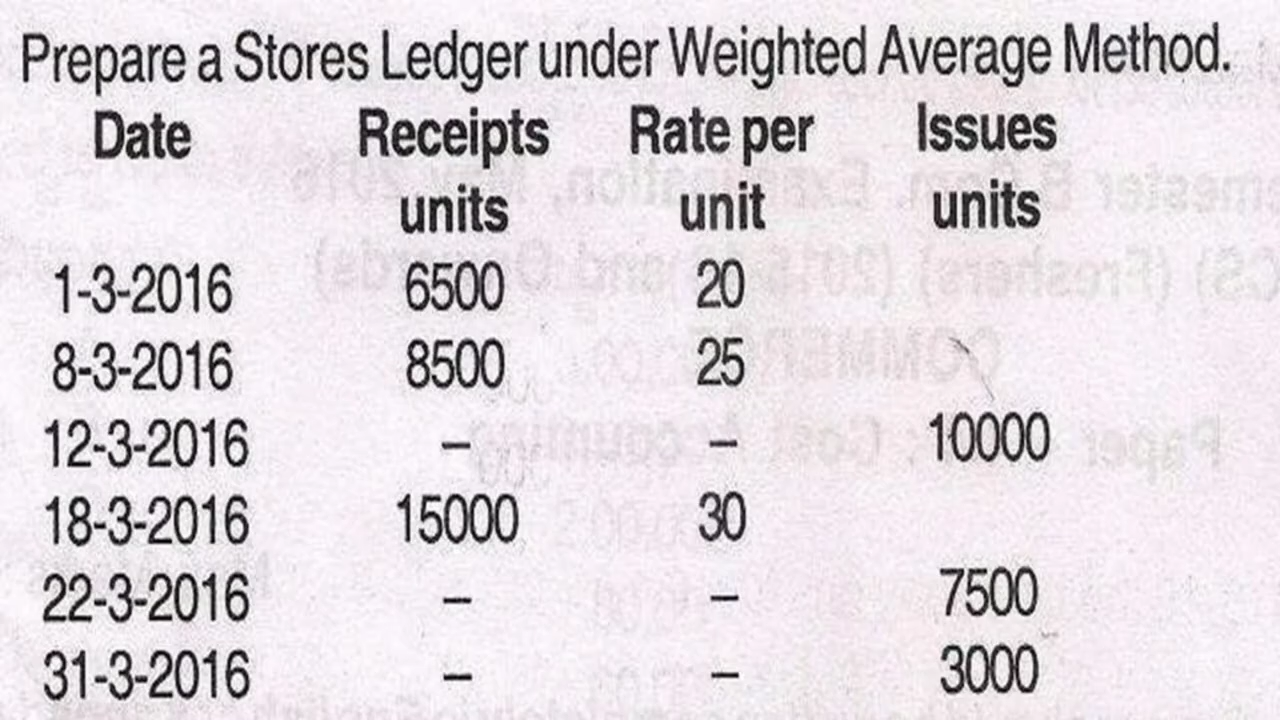 Prepare a Stores Ledger under Weighted Average Method.
Date Receipts Rate per Issues
units unit units
1-3-2016 6500 20
8-3-2016 8500 25
12-3-2016 – – 10000
18-3-2016 15000 30
22-3-2016 – – 7500
31-3-2016 – – 3000